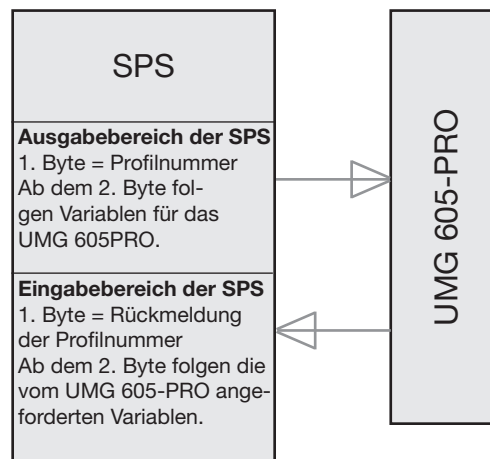 SPS
Ausgabebereich der SPS
1. Byte = Profilnummer
Ab dem 2. Byte fol-
gen Variablen für das
UMG 605PRO.
Eingabebereich der SPS
1. Byte = Rückmeldung
der Profilnummer
Ab dem 2. Byte folgen die
vom UMG 605-PRO ange-
forderten Variablen.
UMG 605-PRO